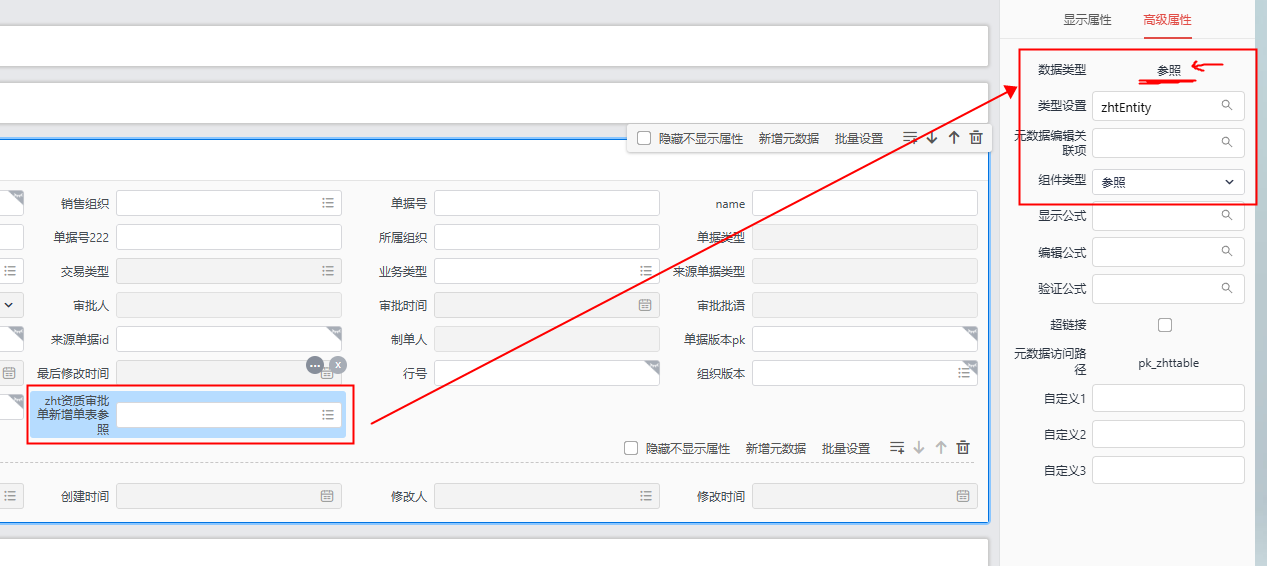 显示属性 高级属性
数据类型 参照
类型设置 zhtEntity
元数据编辑关
联项
组件类型 参照
显示公式
编辑公式
验证公式
超链接
元数据访问路
径 pk_zhttable
自定义1
自定义2
自定义3
隐藏不显示属性 新增元数据 批量设置
销售组织 单据号 name
单据号222 所属组织 单据类型
交易类型 业务类型 来源单据类型
审批人 审批时间 审批批语
来源单据id 制单人 单据版本pk
最后修改时间 行号 组织版本
zht资质审批
单新增单表参
照
隐藏不显示属性 新增元数据 批量设置
创建时间 修改人 修改时间